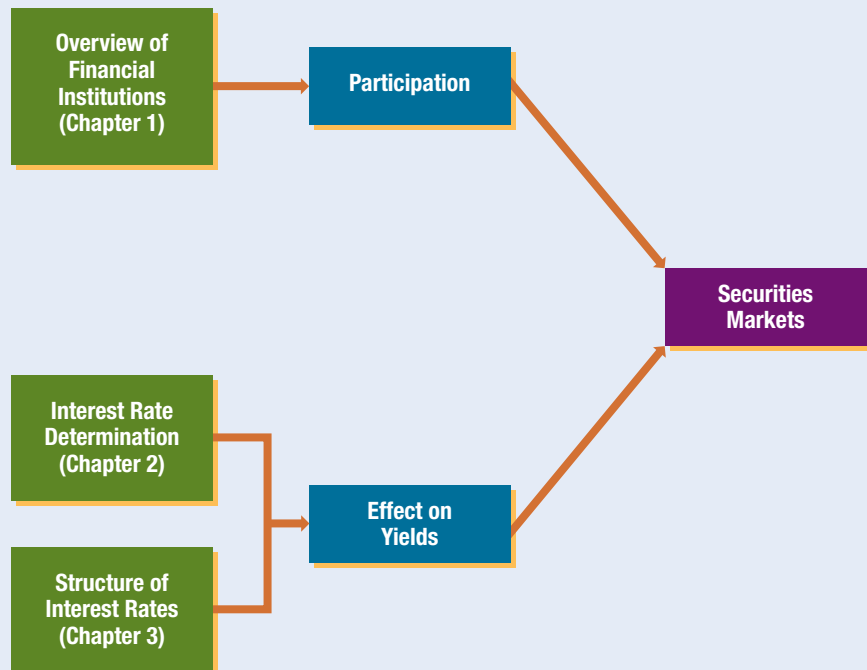 Overview of
Financial
Institutions
(Chapter 1)
Participation
Securities
Markets
Interest Rate
Determination
(Chapter 2)
Effect on
Yields
Structure of
Interest Rates
(Chapter 3)